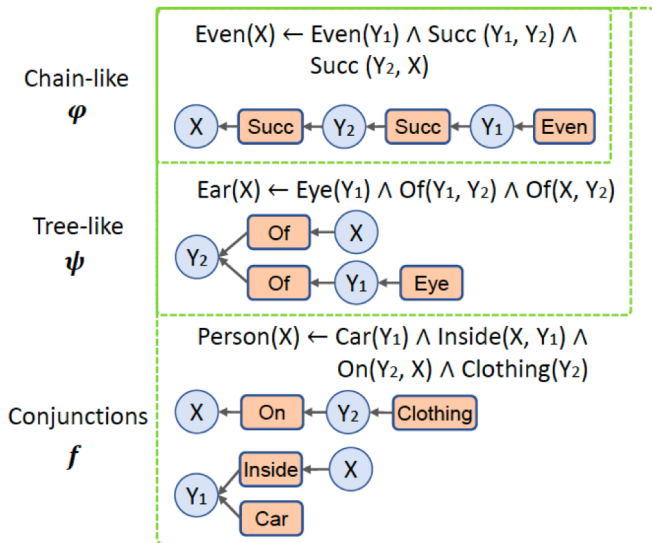 Even(X) ← Even(Y₁) ∧ Succ (Y₁, Y₂) ∧
Succ (Y₂, X)
Chain-like
φ
X Succ Y₂ Succ Y₁ Even
Ear(X) ← Eye(Y₁) ∧ Of(Y₁, Y₂) ∧ Of(X, Y₂)
Tree-like
ψ
Of X
Y₂
Of Y₁ Eye
Person(X) ← Car(Y₁) ∧ Inside(X, Y₁) ∧
On(Y₂, X) ∧ Clothing(Y₂)
Conjunctions
f
X On Y₂ Clothing
Inside X
Y₁
Car